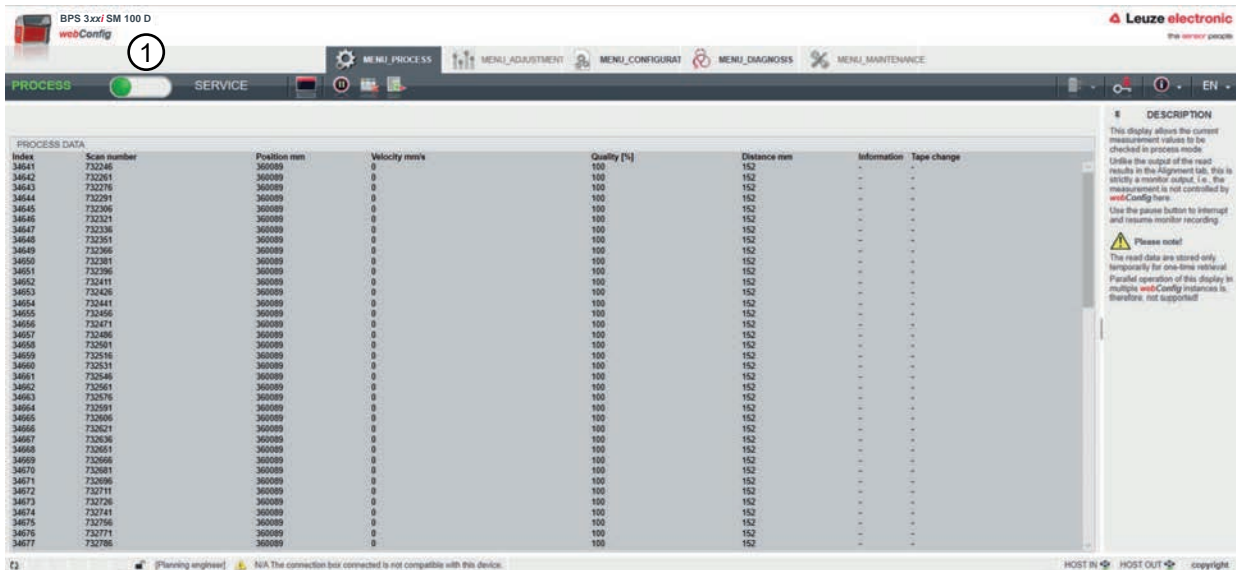 BPS 3xxi SM 100 D
webConfig
1
Leuze electronic
the sensor people
MENU_PROCESS MENU_ADJUSTMENT MENU_CONFIGURAT MENU_DIAGNOSIS MENU_MAINTENANCE
PROCESS SERVICE EN
PROCESS DATA
Index Scan number Position mm Velocity mm/s Quality [%] Distance mm Information Tape change
34641 732246 360089 0 100 152 - -
34642 732261 360089 0 100 152 - -
34643 732276 360089 0 100 152 - -
34644 732291 360089 0 100 152 - -
34645 732306 360089 0 100 152 - -
34646 732321 360089 0 100 152 - -
34647 732336 360089 0 100 152 - -
34648 732351 360089 0 100 152 - -
34649 732366 360089 0 100 152 - -
34650 732381 360089 0 100 152 - -
34651 732396 360089 0 100 152 - -
34652 732411 360089 0 100 152 - -
34653 732426 360089 0 100 152 - -
34654 732441 360089 0 100 152 - -
34655 732456 360089 0 100 152 - -
34656 732471 360089 0 100 152 - -
34657 732486 360089 0 100 152 - -
34658 732501 360089 0 100 152 - -
34659 732516 360089 0 100 152 - -
34660 732531 360089 0 100 152 - -
34661 732546 360089 0 100 152 - -
34662 732561 360089 0 100 152 - -
34663 732576 360089 0 100 152 - -
34664 732591 360089 0 100 152 - -
34665 732606 360089 0 100 152 - -
34666 732621 360089 0 100 152 - -
34667 732636 360089 0 100 152 - -
34668 732651 360089 0 100 152 - -
34669 732666 360089 0 100 152 - -
34670 732681 360089 0 100 152 - -
34671 732696 360089 0 100 152 - -
34672 732711 360089 0 100 152 - -
34673 732726 360089 0 100 152 - -
34674 732741 360089 0 100 152 - -
34675 732756 360089 0 100 152 - -
34676 732771 360089 0 100 152 - -
34677 732786 360089 0 100 152 - -
DESCRIPTION
This display allows the current
measurement values to be
checked in process mode.
Unlike the output of the read
results in the Alignment tab, this is
strictly a monitor output, i.e., the
measurement is not controlled by
webConfig here.
Use the pause button to interrupt
and resume monitor recording.
Please note!
The read data are stored only
temporarily for one-time retrieval.
Parallel operation of this display in
multiple webConfig instances is,
therefore, not supported!
[Planning engineer] N/A The connection box connected is not compatible with this device. HOST IN HOST OUT copyright